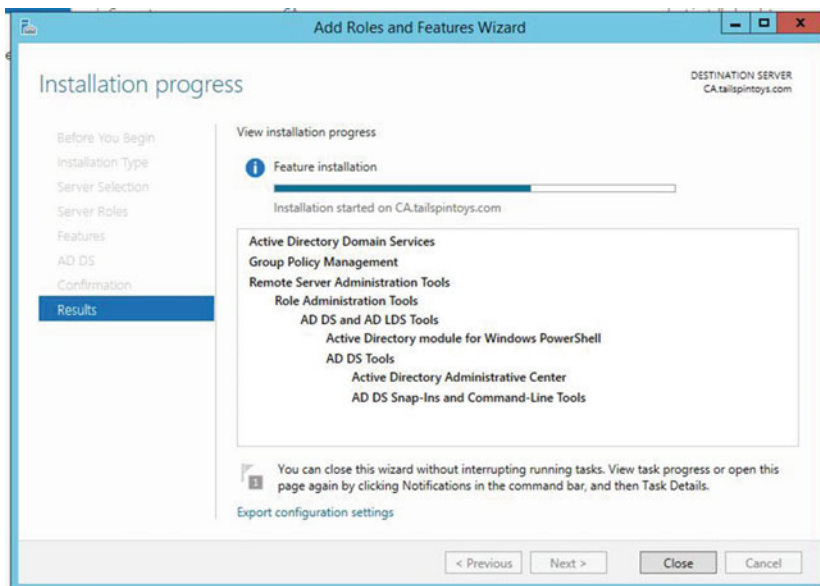 Add Roles and Features Wizard
Installation progress
DESTINATION SERVER
CA.tailspintoys.com
Before You Begin
Installation Type
Server Selection
Server Roles
Features
AD DS
Confirmation
Results
View installation progress
Feature installation
Installation started on CA.tailspintoys.com
Active Directory Domain Services
Group Policy Management
Remote Server Administration Tools
Role Administration Tools
AD DS and AD LDS Tools
Active Directory module for Windows PowerShell
AD DS Tools
Active Directory Administrative Center
AD DS Snap-Ins and Command-Line Tools
1
You can close this wizard without interrupting running tasks. View task progress or open this
page again by clicking Notifications in the command bar, and then Task Details.
Export configuration settings
< Previous
Next >
Close
Cancel